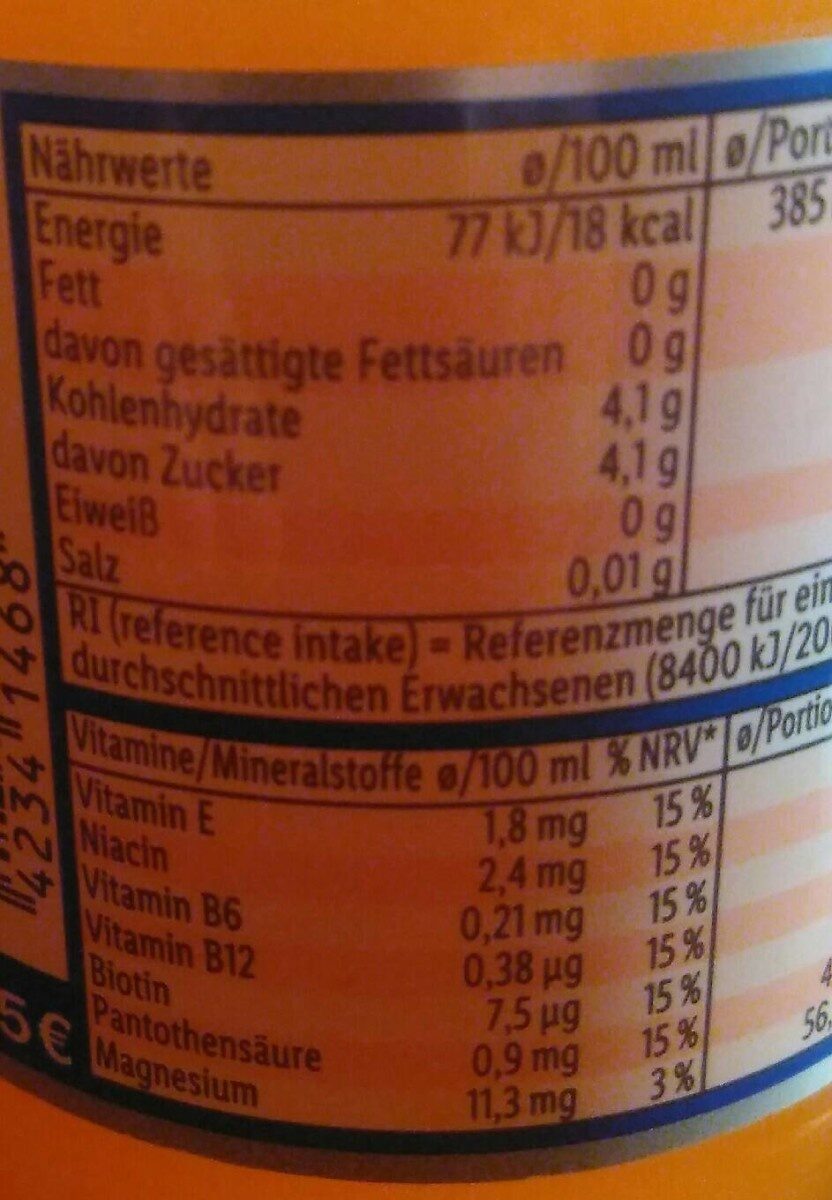 Nährwerte ø/100 ml ø/Port
Energie 77 kJ/18 kcal 385
Fett 0 g
davon gesättigte Fettsäuren 0 g
Kohlenhydrate 4,1 g
davon Zucker 4,1 g
Eiweiß 0 g
Salz 0,01 g
RI (reference intake) = Referenzmenge für ein
durchschnittlichen Erwachsenen (8400 kJ/20
Vitamine/Mineralstoffe ø/100 ml % NRV* ø/Portio
Vitamin E 1,8 mg 15 %
Niacin 2,4 mg 15 %
Vitamin B6 0,21 mg 15 %
Vitamin B12 0,38 µg 15 %
Biotin 7,5 µg 15 %
Pantothensäure 0,9 mg 15 % 4
Magnesium 11,3 mg 3 % 56
42341468
5 €